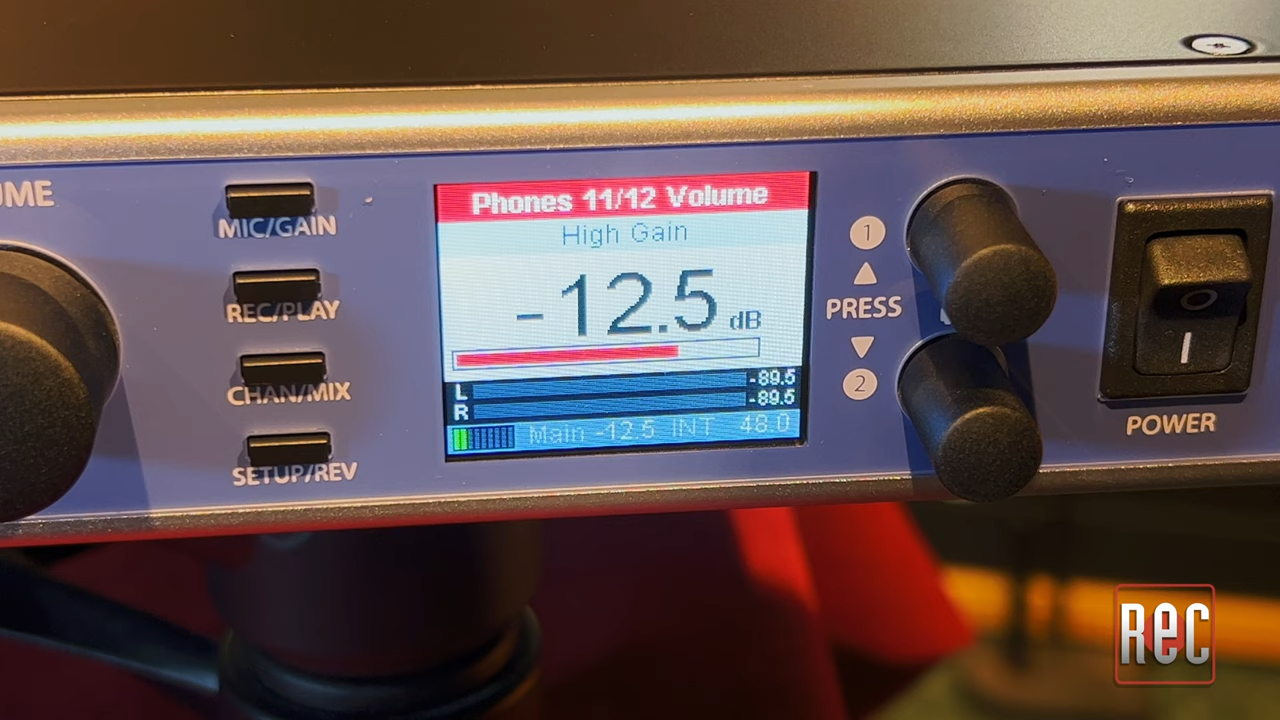 UME
MIC/GAIN
REC/PLAY
CHAN/MIX
SETUP/REV
Phones 11/12 Volume
High Gain
-12.5 dB
L -89.5
R -89.5
Main -12.5 INT 48.0
1
PRESS
2
POWER
REC